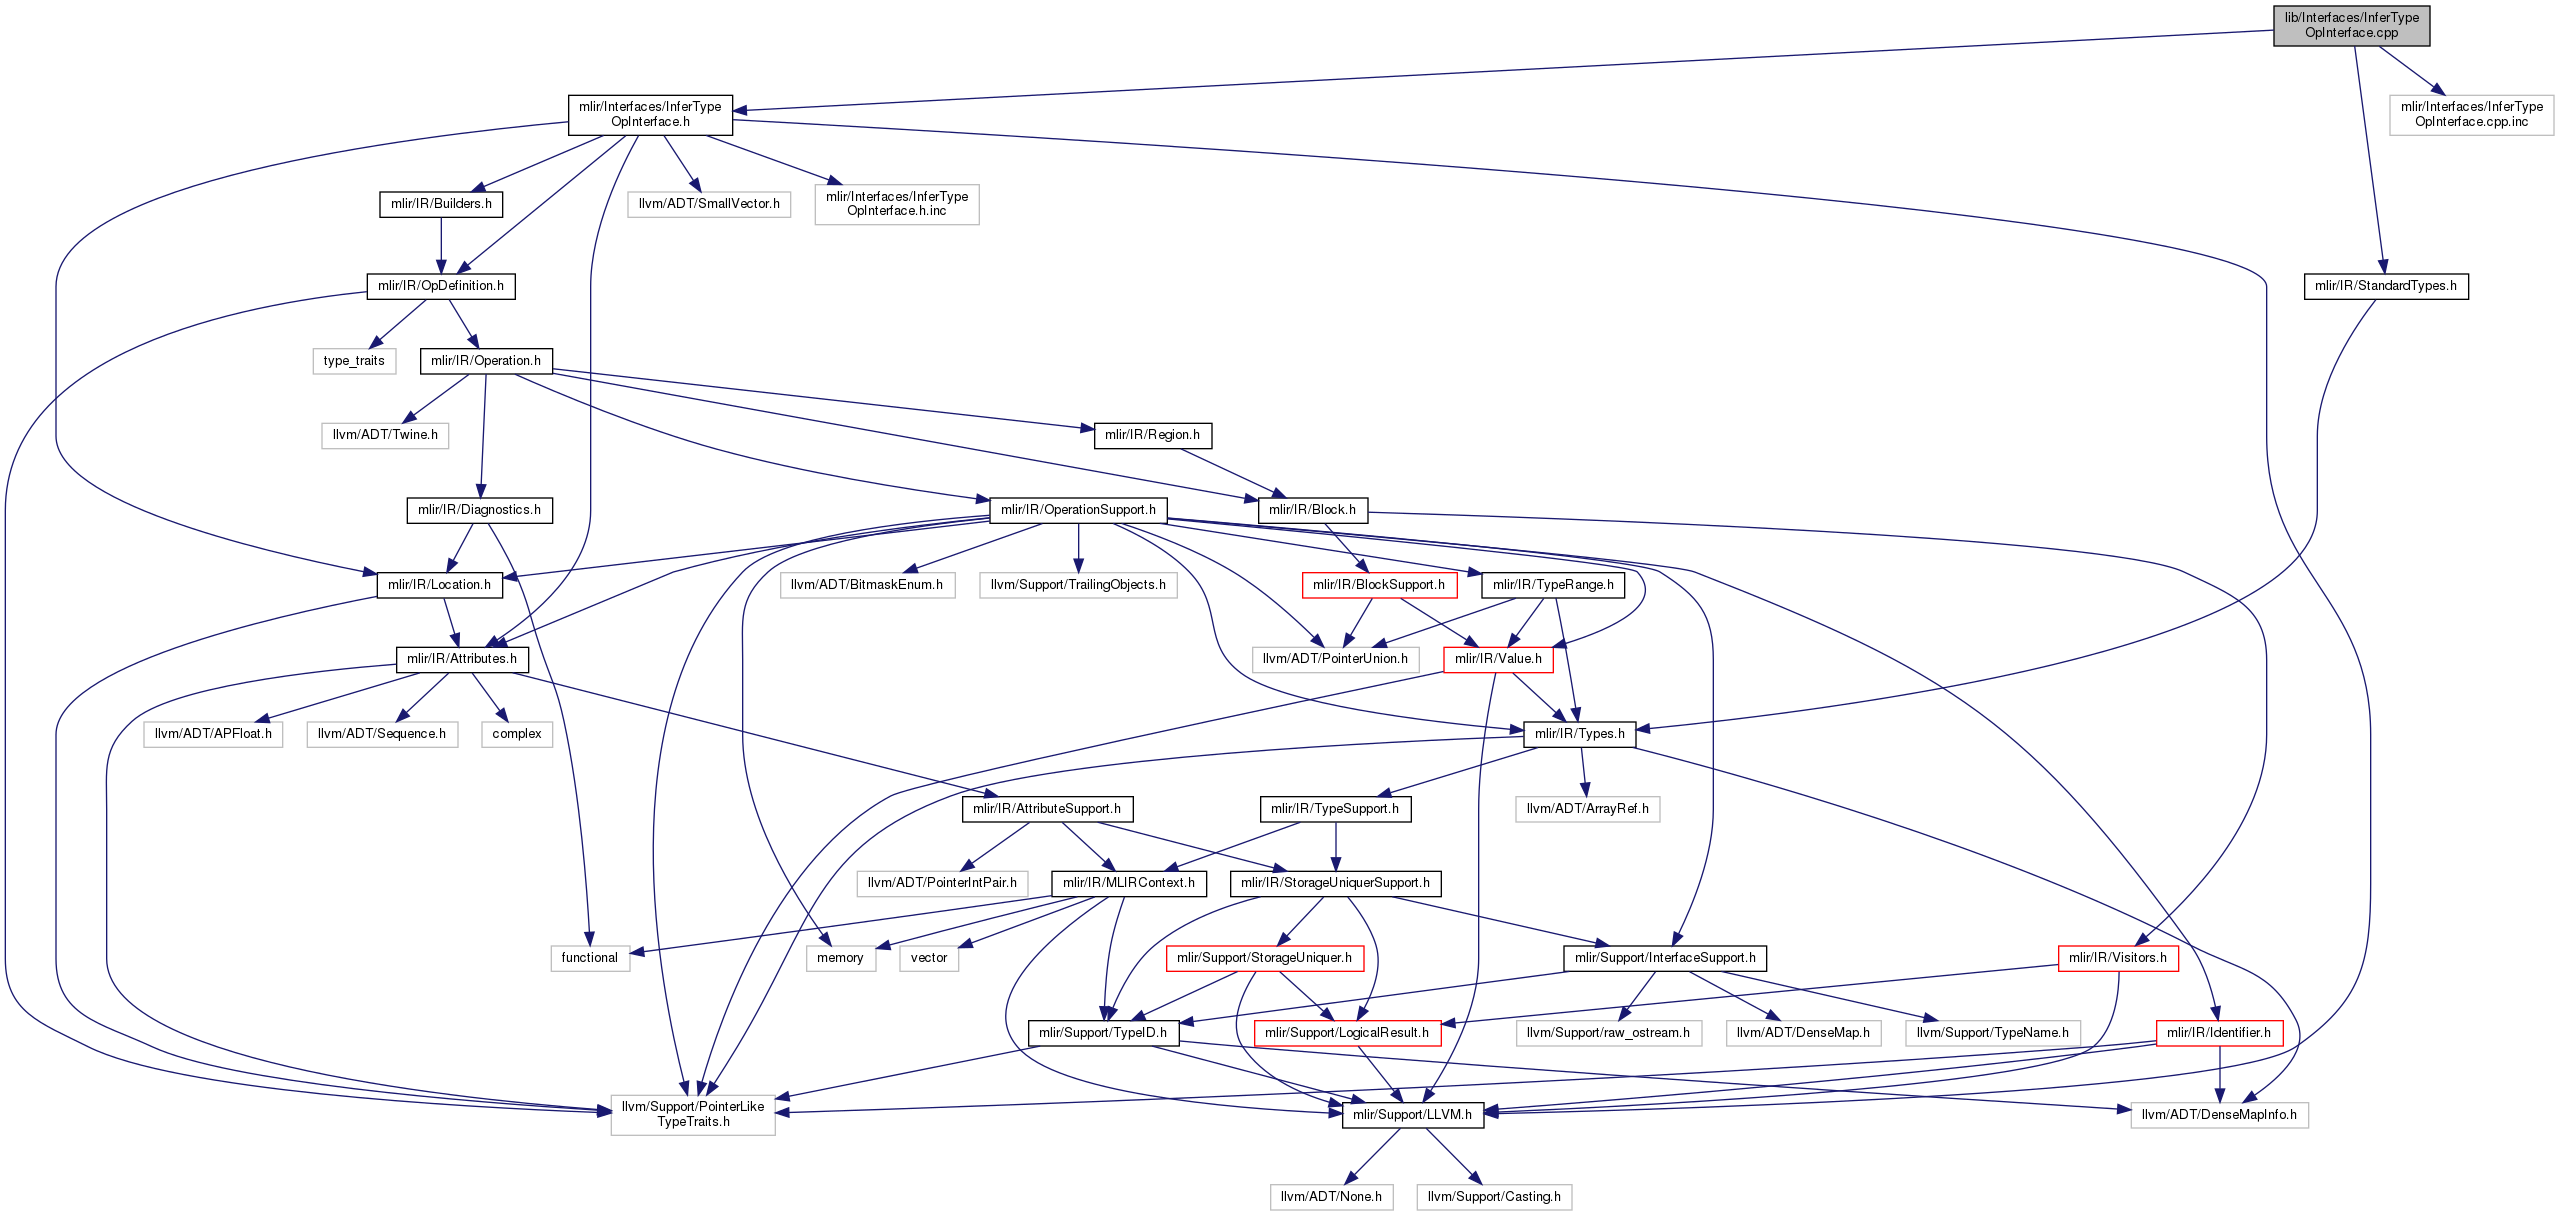 lib/Interfaces/InferType
OpInterface.cpp
mlir/Interfaces/InferType
OpInterface.h
mlir/Interfaces/InferType
OpInterface.cpp.inc
mlir/IR/Builders.h
llvm/ADT/SmallVector.h
mlir/Interfaces/InferType
OpInterface.h.inc
mlir/IR/OpDefinition.h
mlir/IR/StandardTypes.h
type_traits
mlir/IR/Operation.h
llvm/ADT/Twine.h
mlir/IR/Region.h
mlir/IR/Diagnostics.h
mlir/IR/OperationSupport.h
mlir/IR/Block.h
mlir/IR/Location.h
llvm/ADT/BitmaskEnum.h
llvm/Support/TrailingObjects.h
mlir/IR/BlockSupport.h
mlir/IR/TypeRange.h
mlir/IR/Attributes.h
llvm/ADT/PointerUnion.h
mlir/IR/Value.h
llvm/ADT/APFloat.h
llvm/ADT/Sequence.h
complex
mlir/IR/Types.h
mlir/IR/AttributeSupport.h
mlir/IR/TypeSupport.h
llvm/ADT/ArrayRef.h
llvm/ADT/PointerIntPair.h
mlir/IR/MLIRContext.h
mlir/IR/StorageUniquerSupport.h
functional
memory
vector
mlir/Support/StorageUniquer.h
mlir/Support/InterfaceSupport.h
mlir/IR/Visitors.h
mlir/Support/TypeID.h
mlir/Support/LogicalResult.h
llvm/Support/raw_ostream.h
llvm/ADT/DenseMap.h
llvm/Support/TypeName.h
mlir/IR/Identifier.h
llvm/Support/PointerLike
TypeTraits.h
mlir/Support/LLVM.h
llvm/ADT/DenseMapInfo.h
llvm/ADT/None.h
llvm/Support/Casting.h